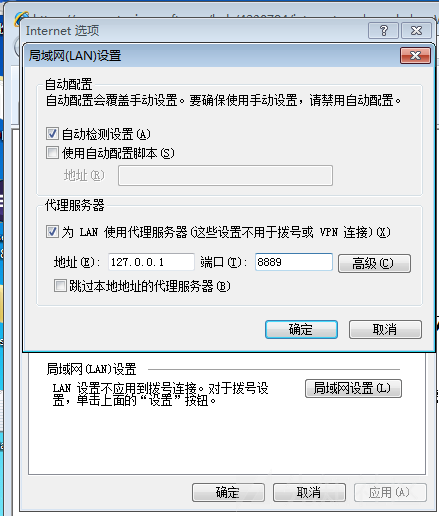 Internet 选项
局域网(LAN)设置
自动配置
自动配置会覆盖手动设置。要确保使用手动设置，请禁用自动配置。
自动检测设置(A)
使用自动配置脚本(S)
地址(R)
代理服务器
为 LAN 使用代理服务器(这些设置不用于拨号或 VPN 连接)(X)
地址(E): 127.0.0.1 端口(T): 8889 高级(C)
跳过本地地址的代理服务器(B)
确定 取消
局域网(LAN)设置
LAN 设置不应用到拨号连接。对于拨号设 局域网设置(L)
置，单击上面的“设置”按钮。
确定 取消 应用(A)